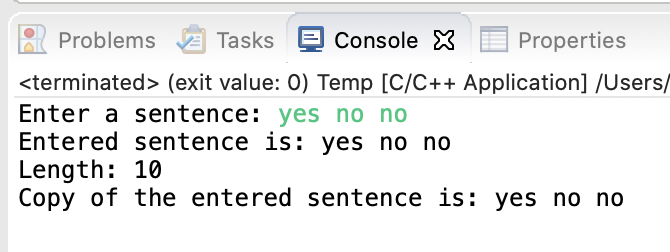 Problems Tasks Console Properties
<terminated> (exit value: 0) Temp [C/C++ Application] /Users/
Enter a sentence: yes no no
Entered sentence is: yes no no
Length: 10
Copy of the entered sentence is: yes no no